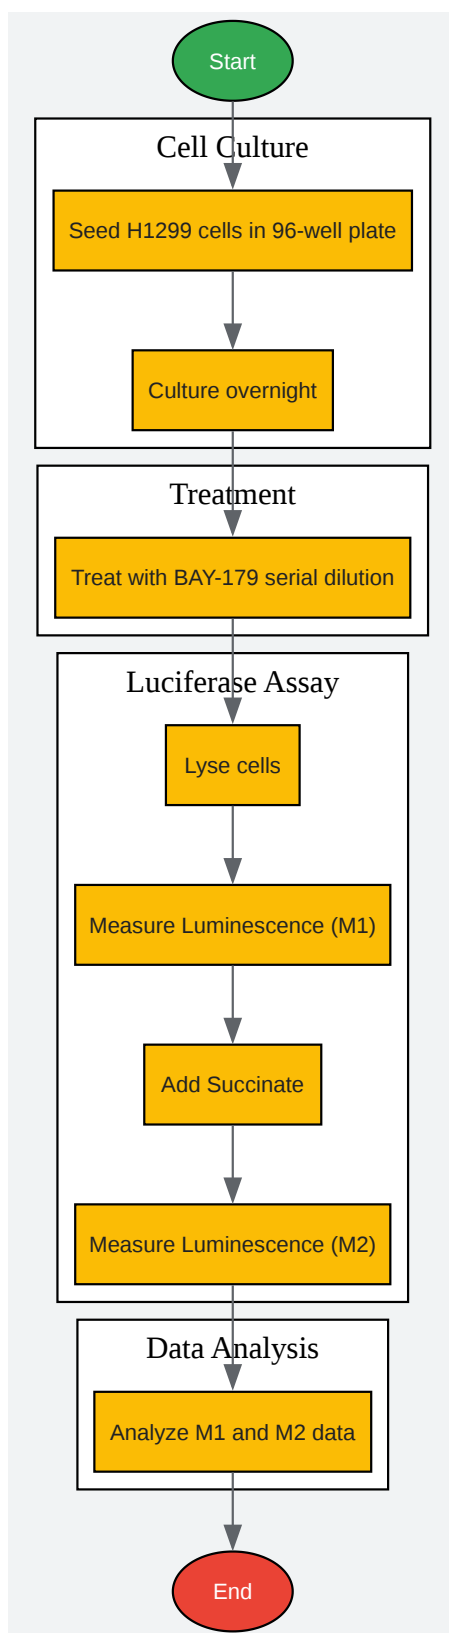 Start
Cell Culture
Seed H1299 cells in 96-well plate
Culture overnight
Treatment
Treat with BAY-179 serial dilution
Luciferase Assay
Lyse cells
Measure Luminescence (M1)
Add Succinate
Measure Luminescence (M2)
Data Analysis
Analyze M1 and M2 data
End